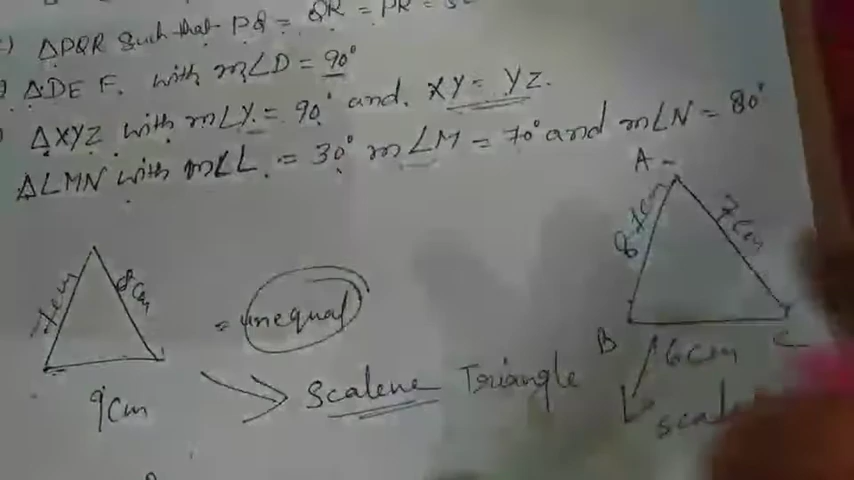 ΔPQR such that PQ = QR = PR =
ΔDEF. with m∠D = 90°
ΔXYZ with m∠Y = 90° and. XY = YZ.
ΔLMN with m∠L = 30° m∠M = 70° and m∠N = 80°
A
7cm
B
C
6cm
8cm
= unequal
9cm
Scalene Triangle